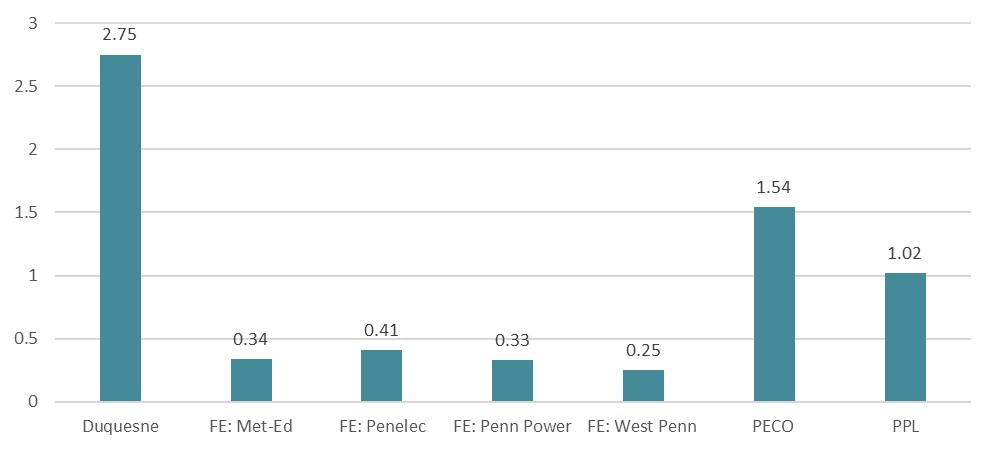 3
2.75
2.5
2
1.54
1.5
1.02
1
0.34
0.41
0.33
0.25
0.5
0
Duquesne
FE: Met-Ed
FE: Penelec
FE: Penn Power
FE: West Penn
PECO
PPL